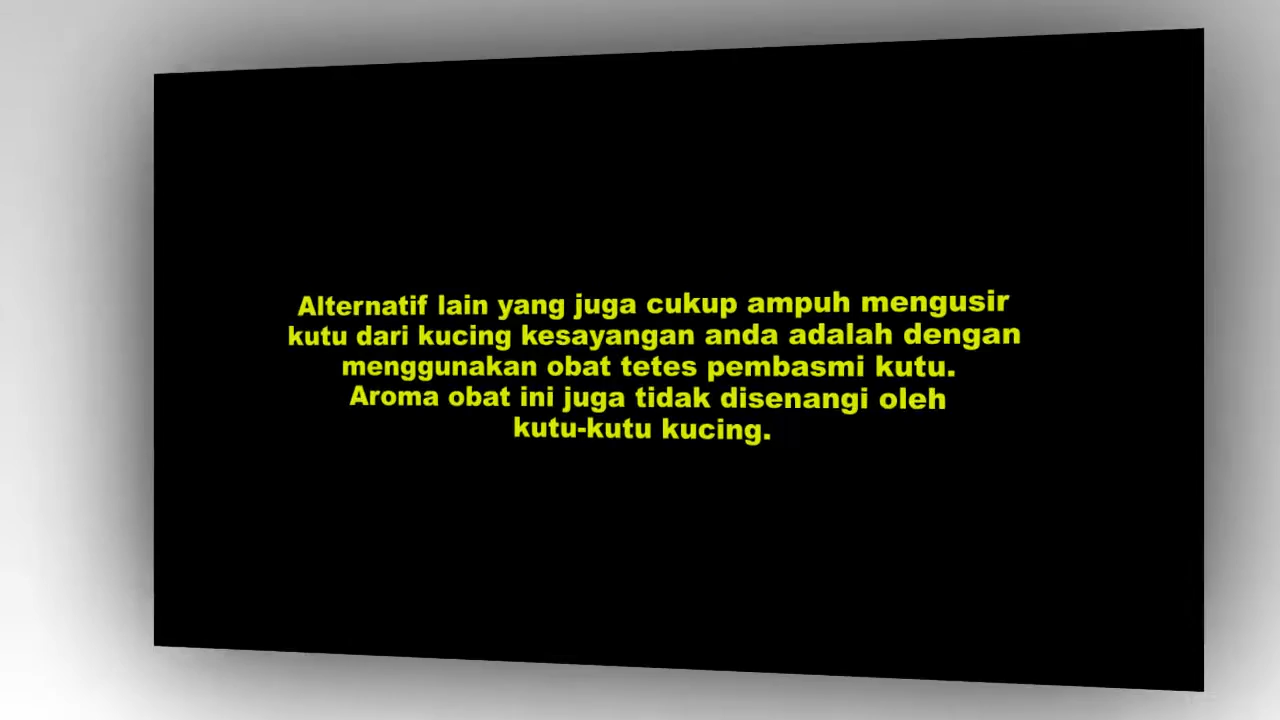 Alternatif lain yang juga cukup ampuh mengusir
kutu dari kucing kesayangan anda adalah dengan
menggunakan obat tetes pembasmi kutu.
Aroma obat ini juga tidak disenangi oleh
kutu-kutu kucing.